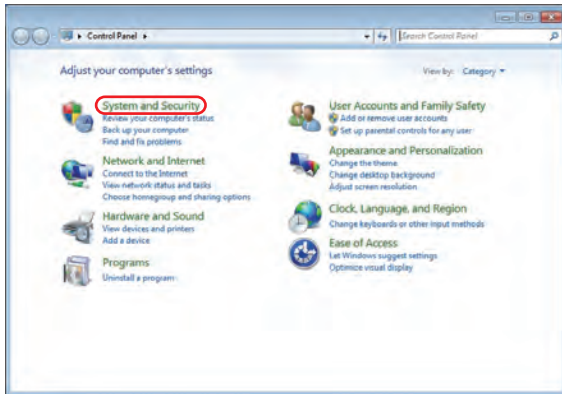 Control Panel
Search Control Panel
Adjust your computer's settings
View by: Category
System and Security
Review your computer's status
Back up your computer
Find and fix problems
Network and Internet
Connect to the Internet
View network status and tasks
Choose homegroup and sharing options
Hardware and Sound
View devices and printers
Add a device
Programs
Uninstall a program
User Accounts and Family Safety
Add or remove user accounts
Set up parental controls for any user
Appearance and Personalization
Change the theme
Change desktop background
Adjust screen resolution
Clock, Language, and Region
Change keyboards or other input methods
Ease of Access
Let Windows suggest settings
Optimize visual display